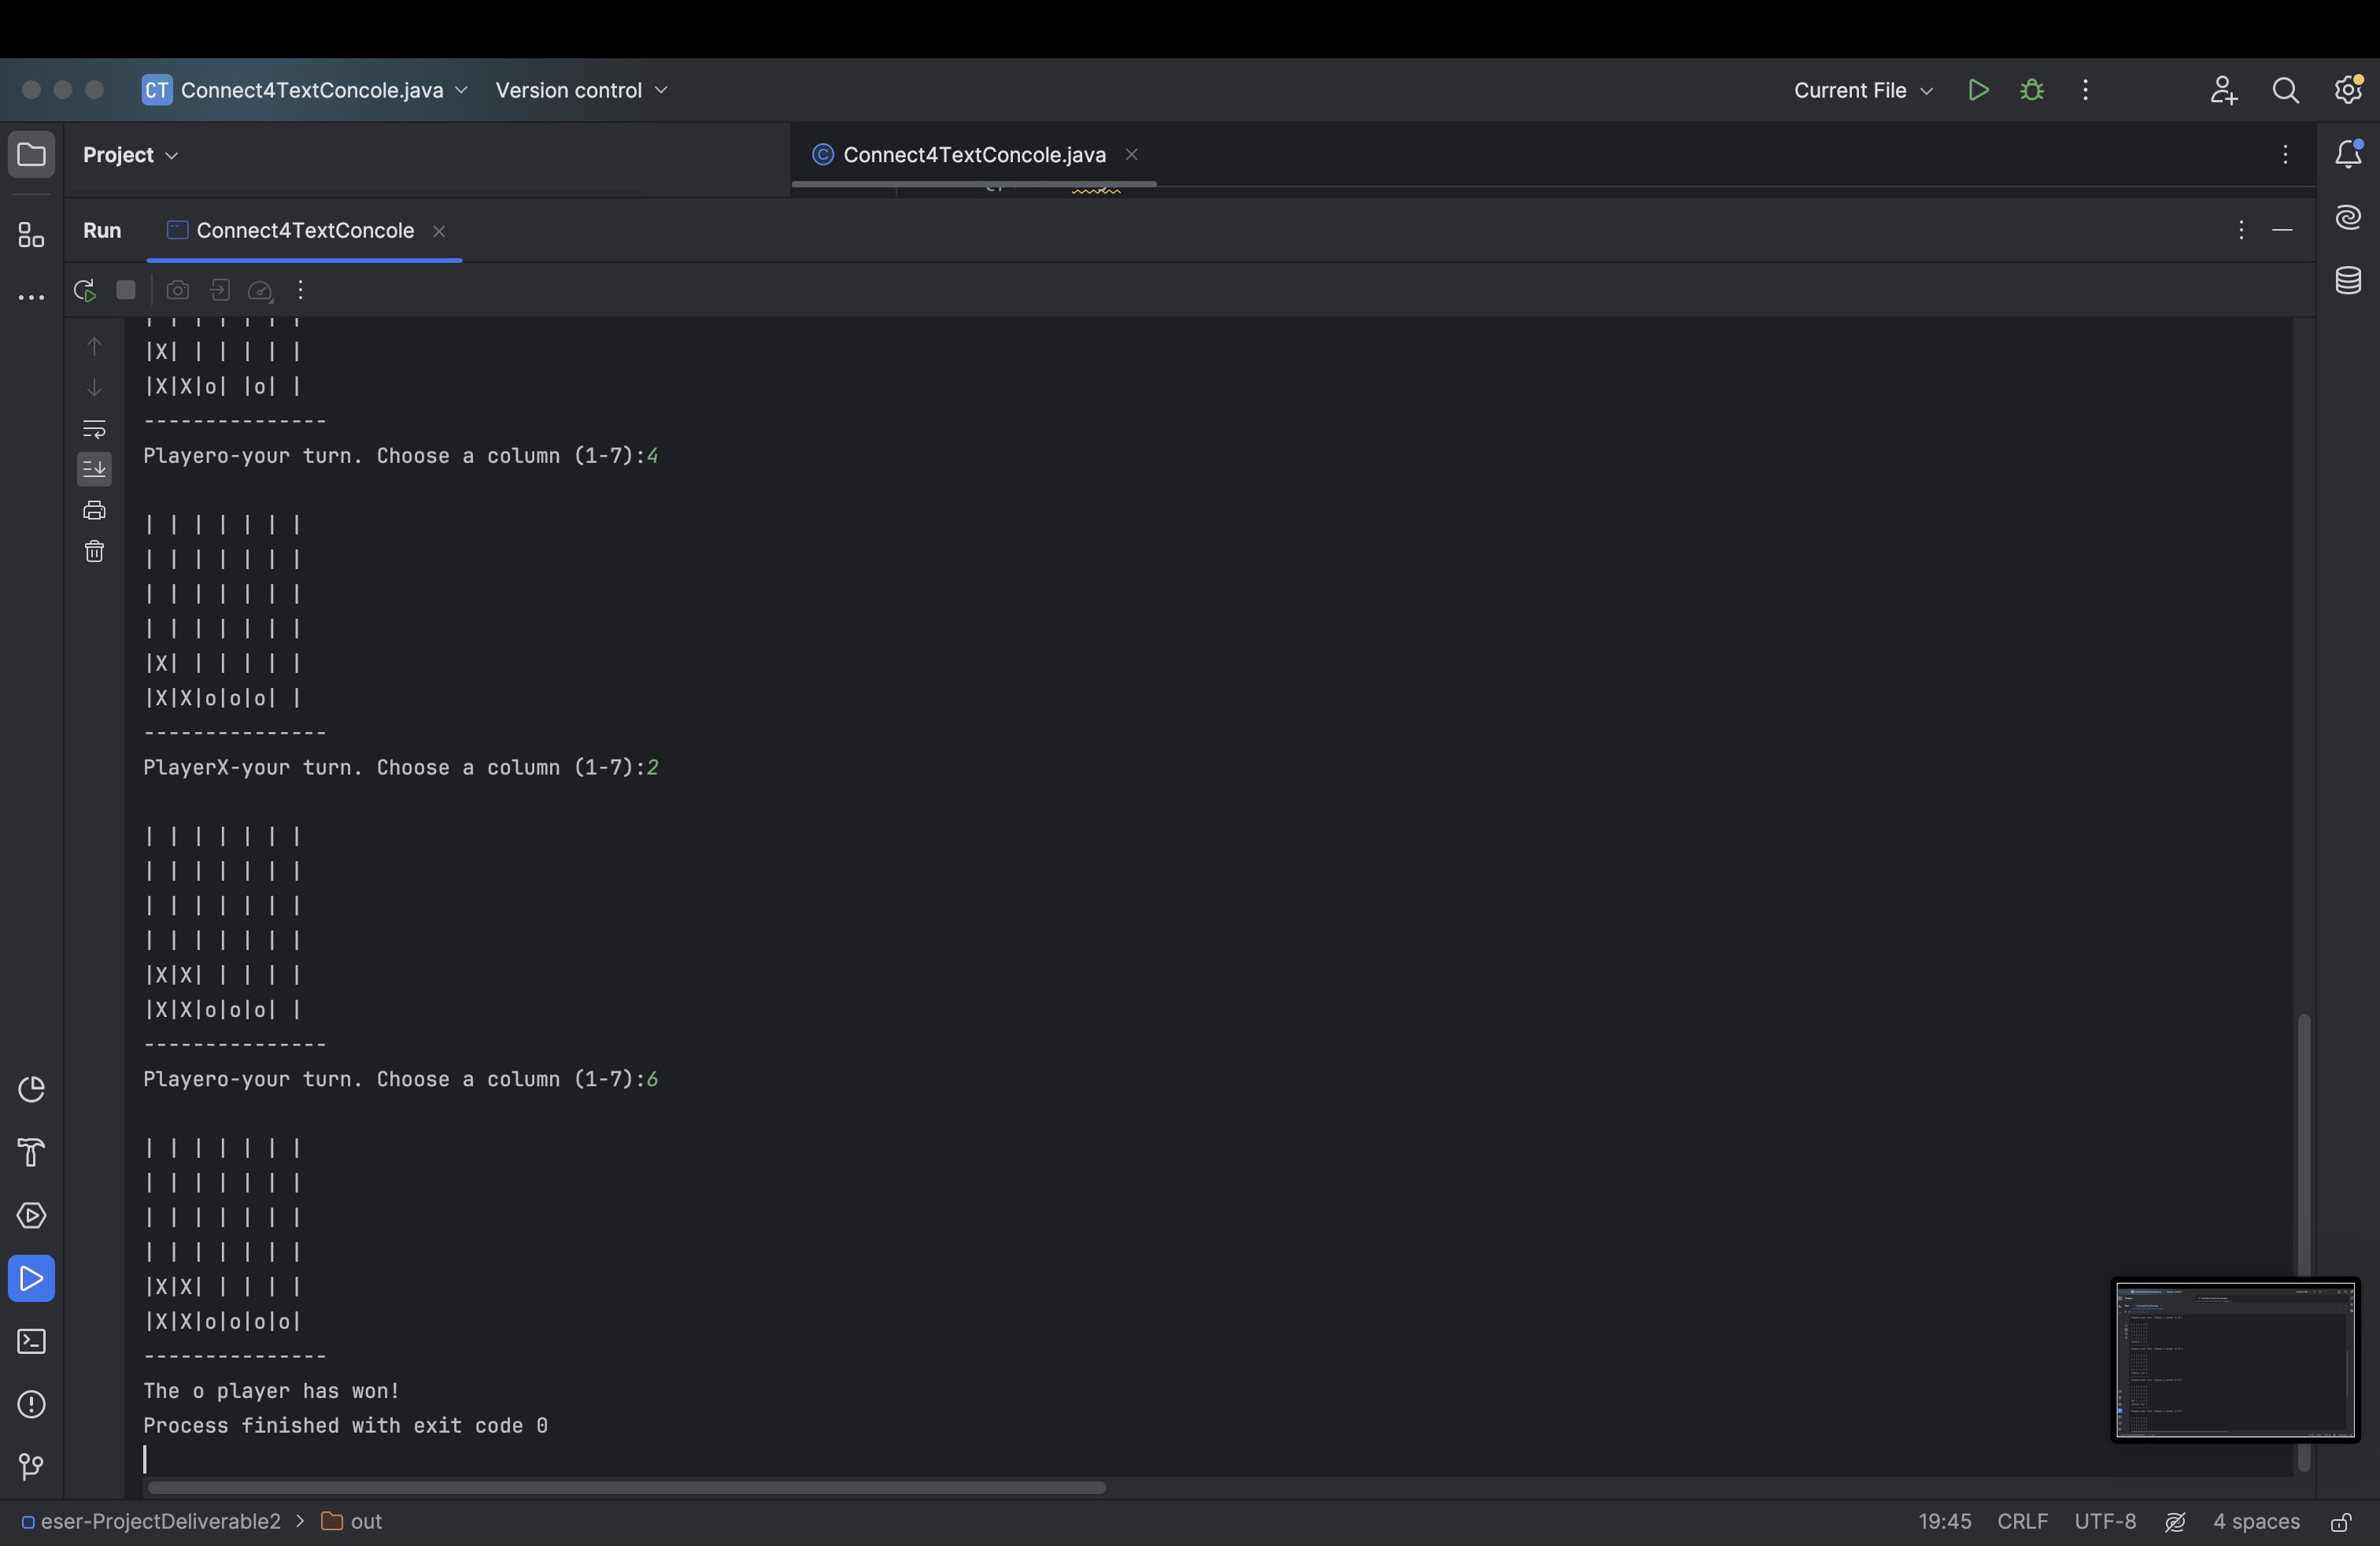 CT Connect4TextConcole.java Version control Current File
Project Connect4TextConcole.java
Run Connect4TextConcole
|X| | | | | |
|X|X|o| |o| |
---------------
Playero-your turn. Choose a column (1-7):4
| | | | | | |
| | | | | | |
| | | | | | |
| | | | | | |
|X| | | | | |
|X|X|o|o|o| |
---------------
PlayerX-your turn. Choose a column (1-7):2
| | | | | | |
| | | | | | |
| | | | | | |
| | | | | | |
|X|X| | | | |
|X|X|o|o|o| |
---------------
Playero-your turn. Choose a column (1-7):6
| | | | | | |
| | | | | | |
| | | | | | |
| | | | | | |
|X|X| | | | |
|X|X|o|o|o|o|
---------------
The o player has won!
Process finished with exit code 0
eser-ProjectDeliverable2 > out 19:45 CRLF UTF-8 4 spaces